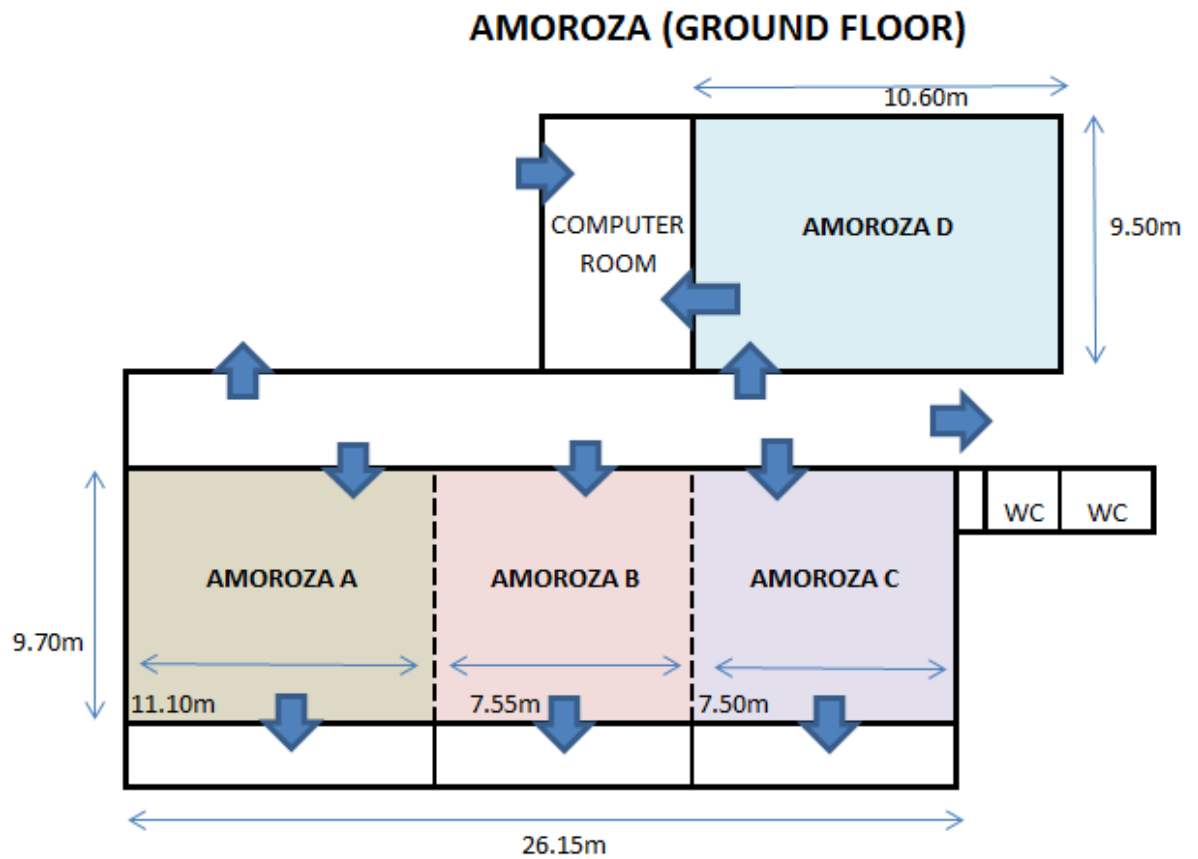 AMOROZA (GROUND FLOOR)
10.60m
COMPUTER
ROOM
AMOROZA D
9.50m
WC
WC
AMOROZA A
AMOROZA B
AMOROZA C
9.70m
11.10m
7.55m
7.50m
26.15m